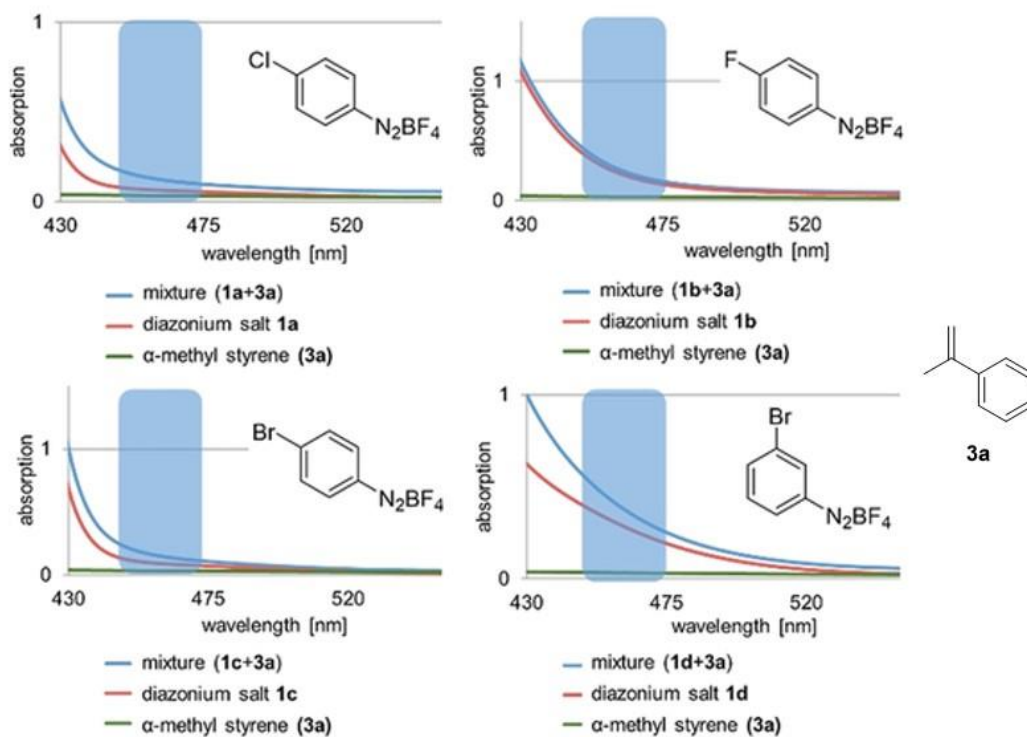 1
absorption
Cl
N2BF4
0
430 475 520
wavelength [nm]
mixture (1a+3a)
diazonium salt 1a
α-methyl styrene (3a)
absorption
1
F
N2BF4
0
430 475 520
wavelength [nm]
mixture (1b+3a)
diazonium salt 1b
α-methyl styrene (3a)
absorption
1
Br
N2BF4
0
430 475 520
wavelength [nm]
mixture (1c+3a)
diazonium salt 1c
α-methyl styrene (3a)
1
absorption
Br
N2BF4
0
430 475 520
wavelength [nm]
mixture (1d+3a)
diazonium salt 1d
α-methyl styrene (3a)
3a